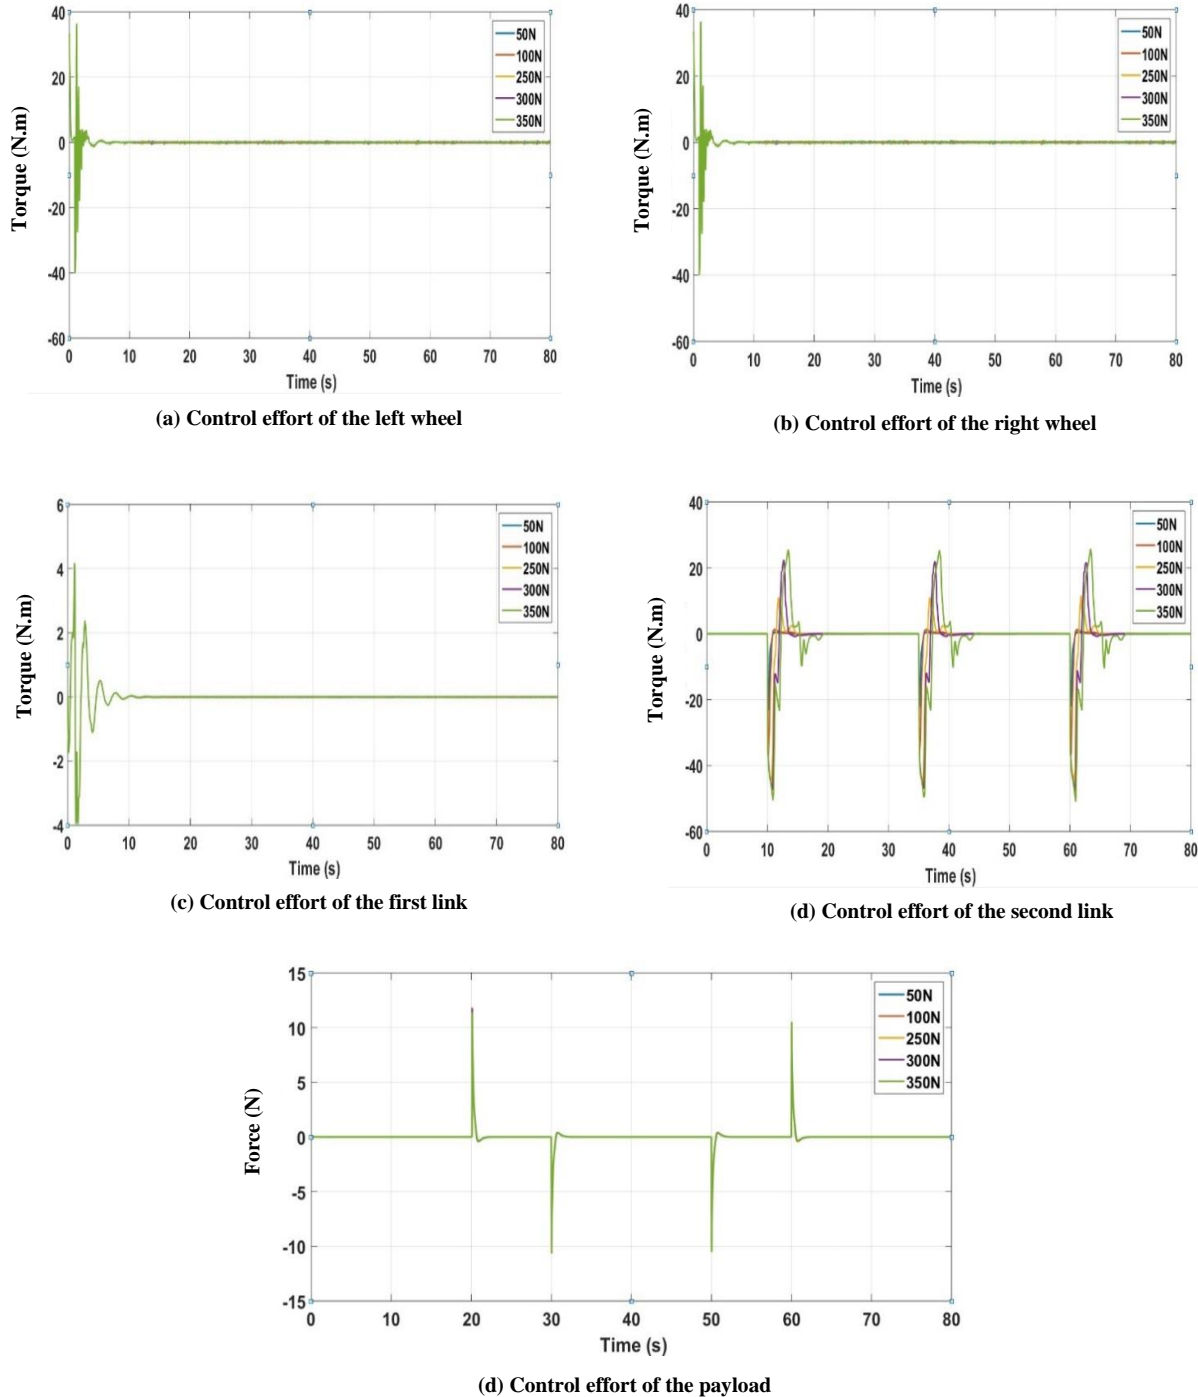 40
20
0
-20
-40
-60
Torque (N.m)
50N
100N
250N
300N
350N
0 10 20 30 40 50 60 70 80
Time (s)
(a) Control effort of the left wheel
40
20
0
-20
-40
-60
Torque (N.m)
50N
100N
250N
300N
350N
0 10 20 30 40 50 60 70 80
Time (s)
(b) Control effort of the right wheel
6
4
2
0
-2
-4
Torque (N.m)
50N
100N
250N
300N
350N
0 10 20 30 40 50 60 70 80
Time (s)
(c) Control effort of the first link
40
20
0
-20
-40
-60
Torque (N.m)
50N
100N
250N
300N
350N
0 10 20 30 40 50 60 70 80
Time (s)
(d) Control effort of the second link
15
10
5
0
-5
-10
-15
Force (N)
50N
100N
250N
300N
350N
0 10 20 30 40 50 60 70 80
Time (s)
(d) Control effort of the payload